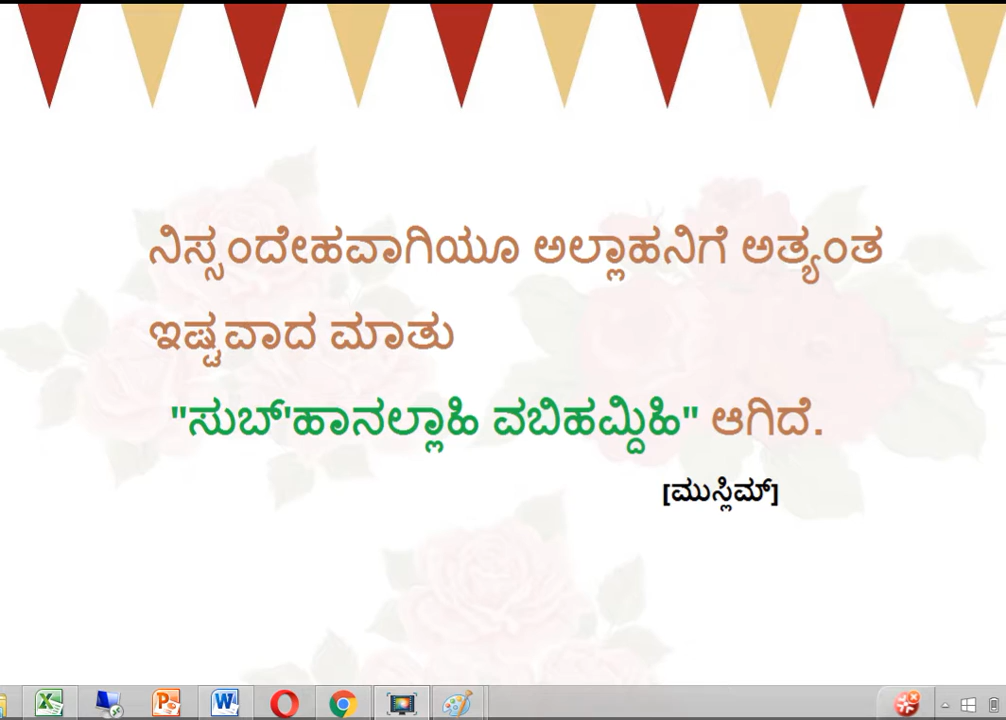 ನಿಸ್ಸಂದೇಹವಾಗಿಯೂ ಅಲ್ಲಾಹನಿಗೆ ಅತ್ಯಂತ
ಇಷ್ಟವಾದ ಮಾತು
"ಸುಬ್'ಹಾನಲ್ಲಾಹಿ ವಬಿಹಮ್ದಿಹಿ" ಆಗಿದೆ.
[ಮುಸ್ಲಿಮ್]